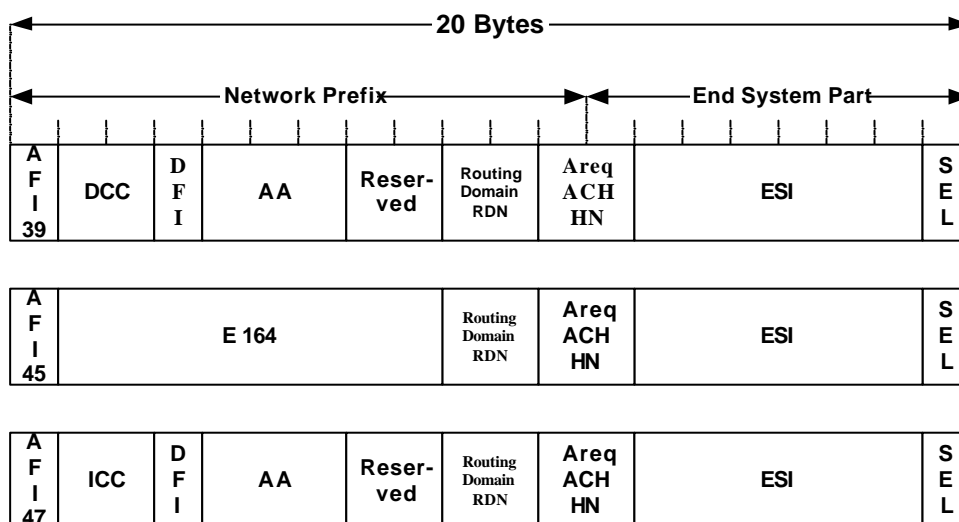 20 Bytes
Network Prefix End System Part
A F I 39
DCC
D F I
AA
Reser-
ved
Routing
Domain
RDN
Areq
ACH
HN
ESI
S E L
A F I 45
E 164
Routing
Domain
RDN
Areq
ACH
HN
ESI
S E L
A F I 47
ICC
D F I
AA
Reser-
ved
Routing
Domain
RDN
Areq
ACH
HN
ESI
S E L